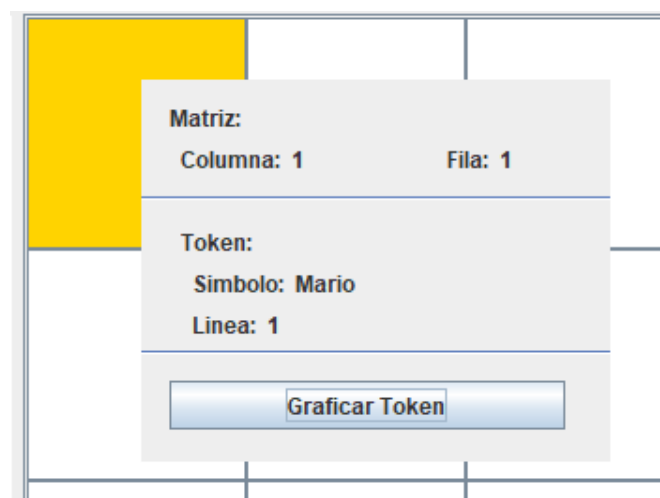 Matriz:
Columna: 1 Fila: 1
Token:
Simbolo: Mario
Linea: 1
Graficar Token